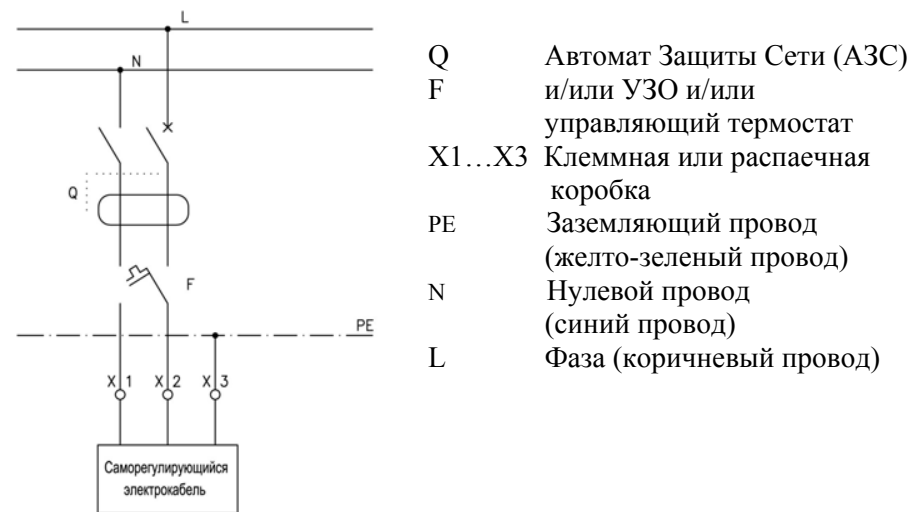 L
N
Q
F
PE
X 1 X 2 X 3
Саморегулирующийся
электрокабель
Q Автомат Защиты Сети (АЗС)
F и/или УЗО и/или
управляющий термостат
X1…X3 Клеммная или распаечная
коробка
PE Заземляющий провод
(желто-зеленый провод)
N Нулевой провод
(синий провод)
L Фаза (коричневый провод)